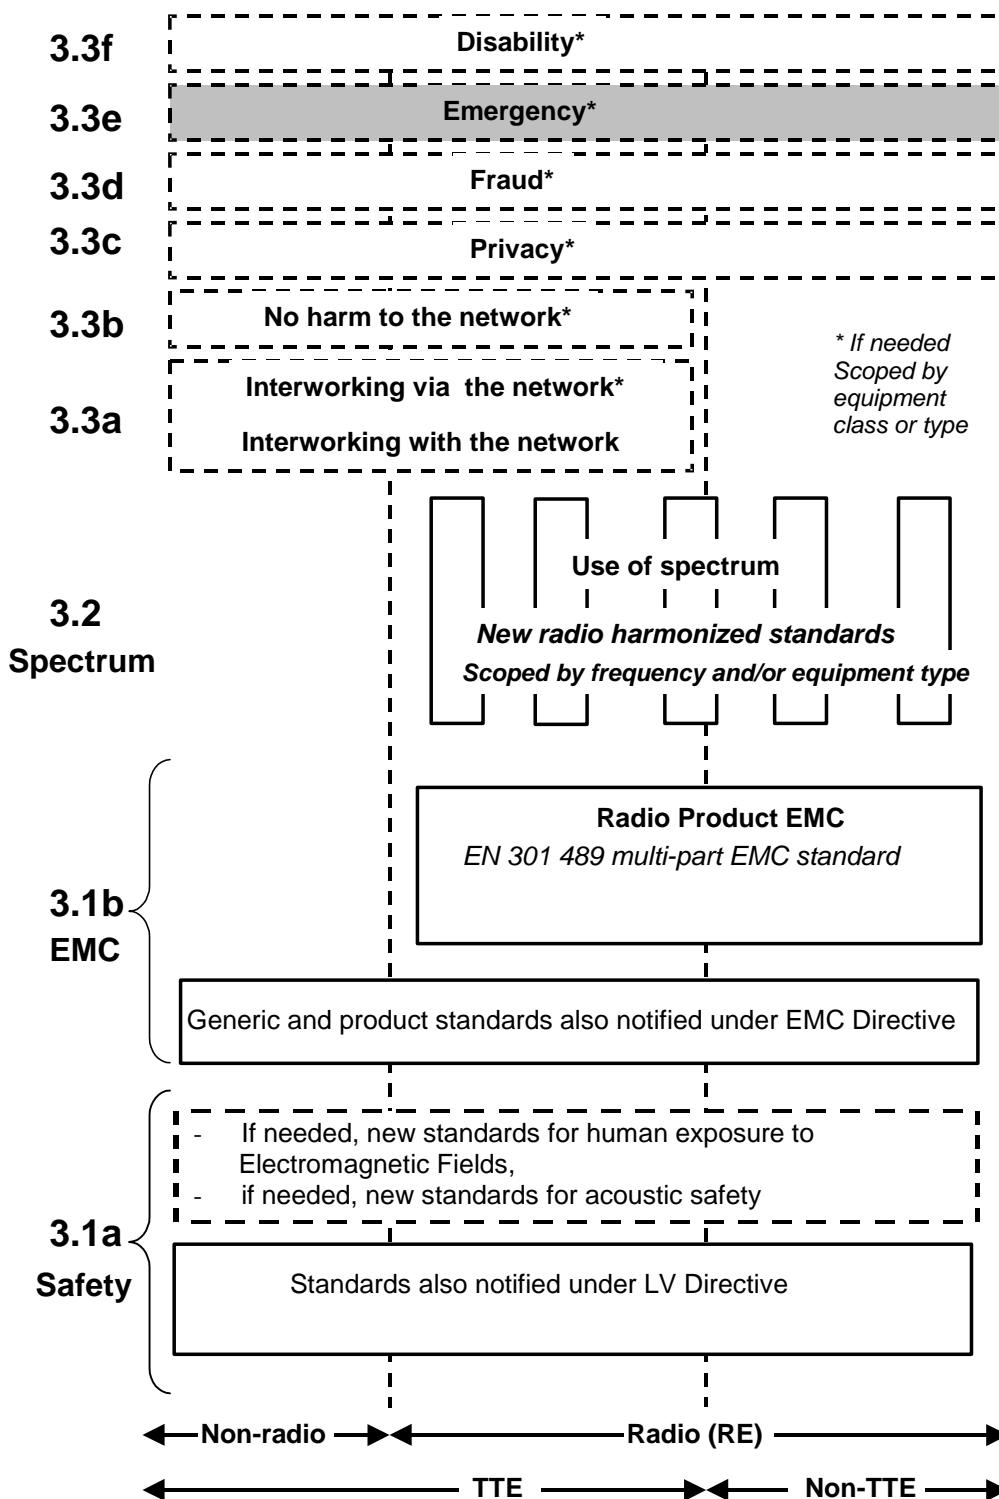 3.3f
Disability*
3.3e
Emergency*
3.3d
Fraud*
3.3c
Privacy*
3.3b
No harm to the network*
* If needed
Scoped by
equipment
class or type
3.3a
Interworking via the network*
Interworking with the network
Use of spectrum
3.2
Spectrum
New radio harmonized standards
Scoped by frequency and/or equipment type
Radio Product EMC
EN 301 489 multi-part EMC standard
3.1b
EMC
Generic and product standards also notified under EMC Directive
- If needed, new standards for human exposure to
Electromagnetic Fields,
- if needed, new standards for acoustic safety
3.1a
Safety
Standards also notified under LV Directive
Non-radio
Radio (RE)
TTE
Non-TTE